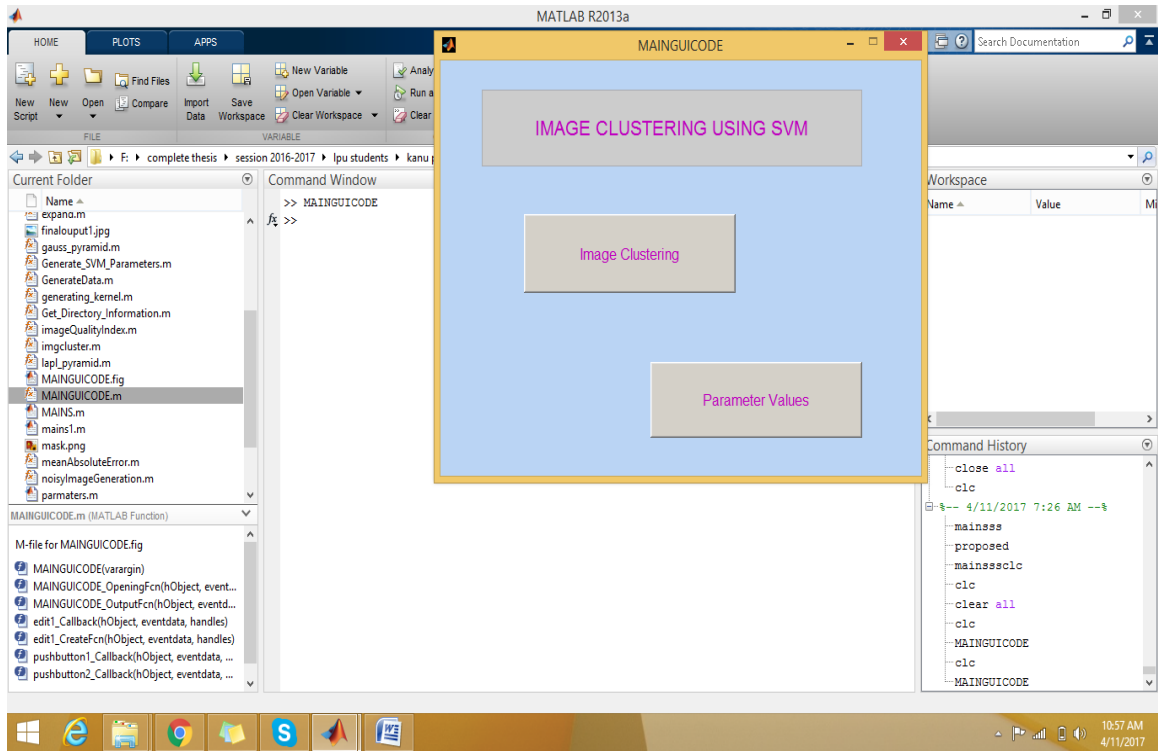 MATLAB R2013a
HOME PLOTS APPS
Search Documentation
New Script
New
Open
Find Files
Compare
Import Data
Save Workspace
New Variable
Open Variable
Clear Workspace
Analy
Run a
Clear
FILE
VARIABLE
F: complete thesis session 2016-2017 lpu students kanu p
Current Folder
Name
expand.m
finalouput1.jpg
gauss_pyramid.m
Generate_SVM_Parameters.m
GenerateData.m
generating_kernel.m
Get_Directory_Information.m
imageQualityIndex.m
imgcluster.m
lapl_pyramid.m
MAINGUICODE.fig
MAINGUICODE.m
MAINS.m
mains1.m
mask.png
meanAbsoluteError.m
noisyImageGeneration.m
parmaters.m
MAINGUICODE.m (MATLAB Function)
M-file for MAINGUICODE.fig
MAINGUICODE(varargin)
MAINGUICODE_OpeningFcn(hObject, event...
MAINGUICODE_OutputFcn(hObject, eventd...
edit1_Callback(hObject, eventdata, handles)
edit1_CreateFcn(hObject, eventdata, handles)
pushbutton1_Callback(hObject, eventdata, ...
pushbutton2_Callback(hObject, eventdata, ...
Command Window
>> MAINGUICODE
fx >>
MAINGUICODE
IMAGE CLUSTERING USING SVM
Image Clustering
Parameter Values
Workspace
Name Value Mi
Command History
close all
clc
%-- 4/11/2017 7:26 AM --%
mainsss
proposed
mainsssclc
clc
clear all
clc
MAINGUICODE
clc
MAINGUICODE
10:57 AM
4/11/2017